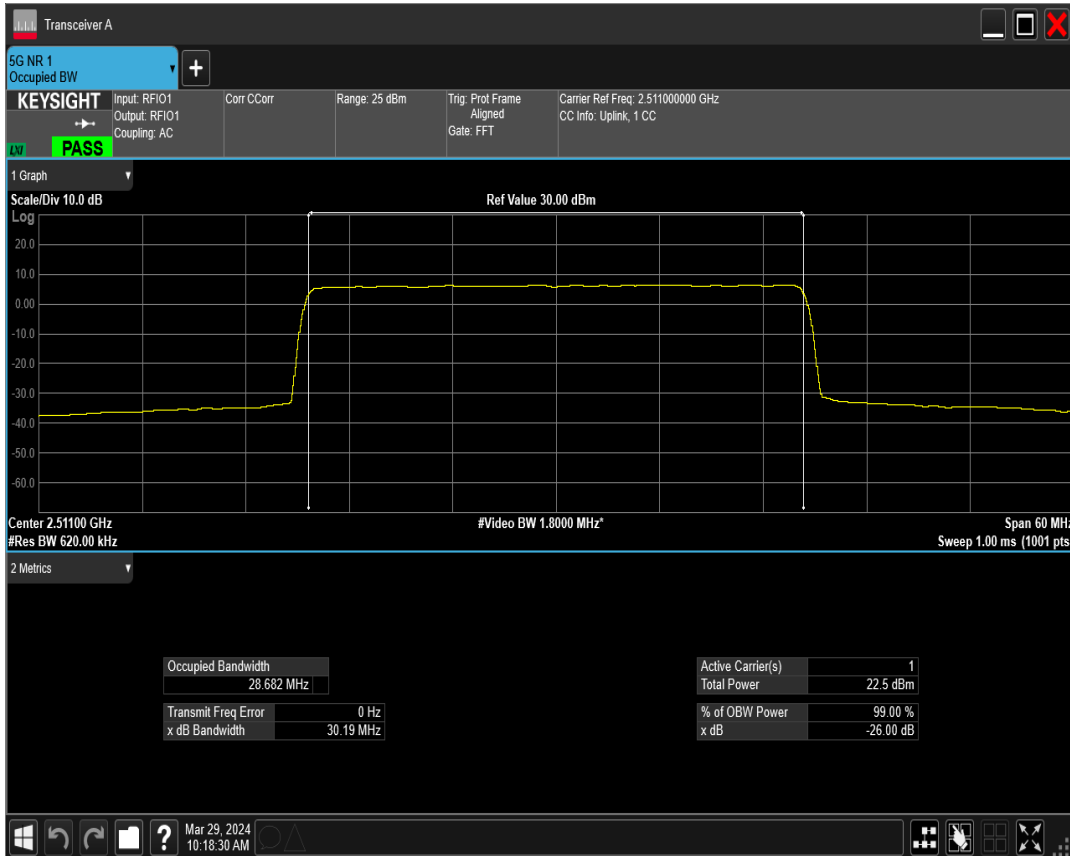 Transceiver A
5G NR 1
Occupied BW
KEYSIGHT
LXI
PASS
Input: RFIO1
Output: RFIO1
Coupling: AC
Corr CCorr
Range: 25 dBm
Trig: Prot Frame
Aligned
Gate: FFT
Carrier Ref Freq: 2.511000000 GHz
CC Info: Uplink, 1 CC
1 Graph
Scale/Div 10.0 dB
Ref Value 30.00 dBm
Log
20.0
10.0
0.00
-10.0
-20.0
-30.0
-40.0
-50.0
-60.0
Center 2.51100 GHz
#Video BW 1.8000 MHz*
Span 60 MHz
#Res BW 620.00 kHz
Sweep 1.00 ms (1001 pts
2 Metrics
Occupied Bandwidth
28.682 MHz
Transmit Freq Error 0 Hz
x dB Bandwidth 30.19 MHz
Active Carrier(s) 1
Total Power 22.5 dBm
% of OBW Power 99.00 %
x dB -26.00 dB
?
Mar 29, 2024
10:18:30 AM